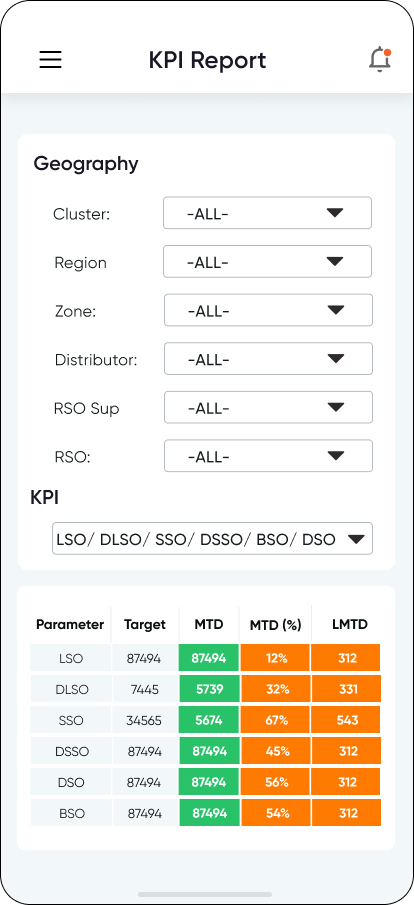 KPI Report
Geography
Cluster: -ALL-
Region -ALL-
Zone: -ALL-
Distributor: -ALL-
RSO Sup -ALL-
RSO: -ALL-
KPI
LSO/ DLSO/ SSO/ DSSO/ BSO/ DSO
Parameter Target MTD MTD (%) LMTD
LSO 87494 87494 12% 312
DLSO 7445 5739 32% 331
SSO 34565 5674 67% 543
DSSO 87494 87494 45% 312
DSO 87494 87494 56% 312
BSO 87494 87494 54% 312